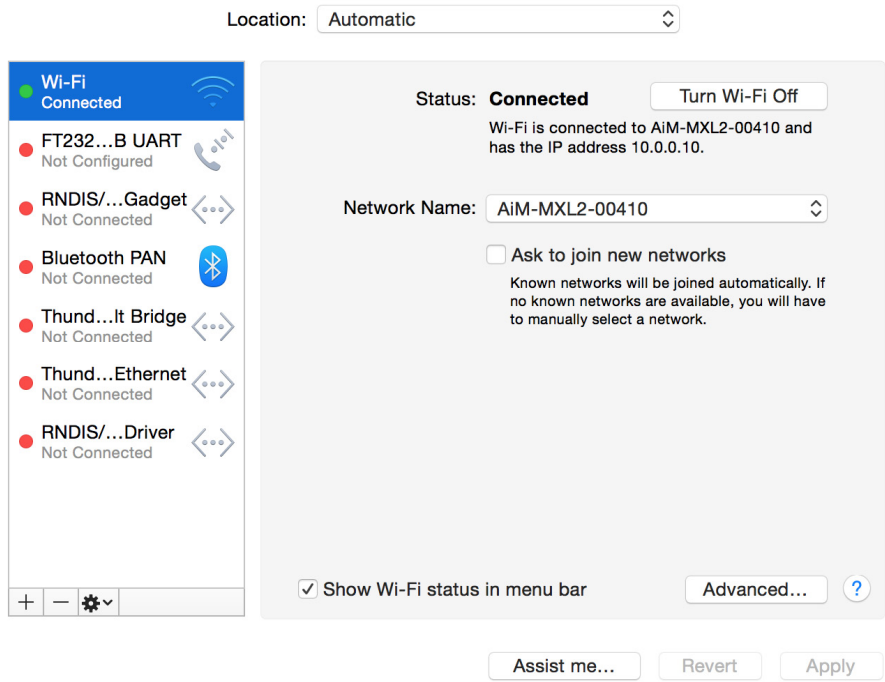 Location: Automatic
Wi-Fi
Connected
FT232...B UART
Not Configured
RNDIS/...Gadget
Not Connected
Bluetooth PAN
Not Connected
Thund...lt Bridge
Not Connected
Thund...Ethernet
Not Connected
RNDIS/...Driver
Not Connected
Status: Connected
Turn Wi-Fi Off
Wi-Fi is connected to AiM-MXL2-00410 and
has the IP address 10.0.0.10.
Network Name: AiM-MXL2-00410
Ask to join new networks
Known networks will be joined automatically. If
no known networks are available, you will have
to manually select a network.
Show Wi-Fi status in menu bar
Advanced...
?
Assist me...
Revert
Apply